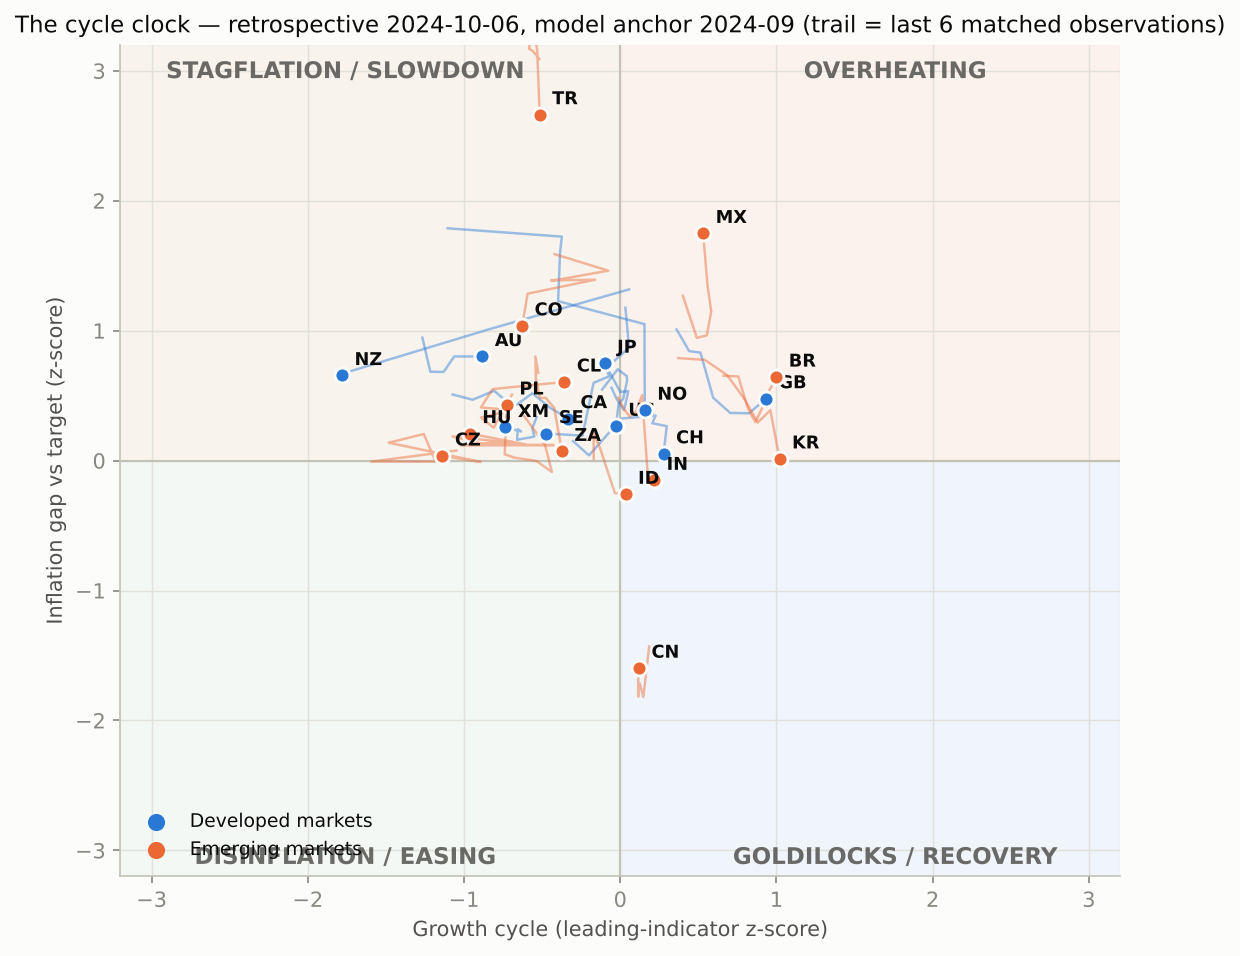 The cycle clock — retrospective 2024-10-06, model anchor 2024-09 (trail = last 6 matched observations)
STAGFLATION / SLOWDOWN
OVERHEATING
TR
MX
CO
AU
JP
NZ
BR
CL
GB
PL
NO
CA
XM
HU
SE
ZA
CH
CZ
KR
IN
ID
CN
Developed markets
Emerging markets
DISINFLATION / EASING
GOLDILOCKS / RECOVERY
3
2
1
0
−1
−2
−3
−3
−2
−1
0
1
2
3
Growth cycle (leading-indicator z-score)
Inflation gap vs target (z-score)